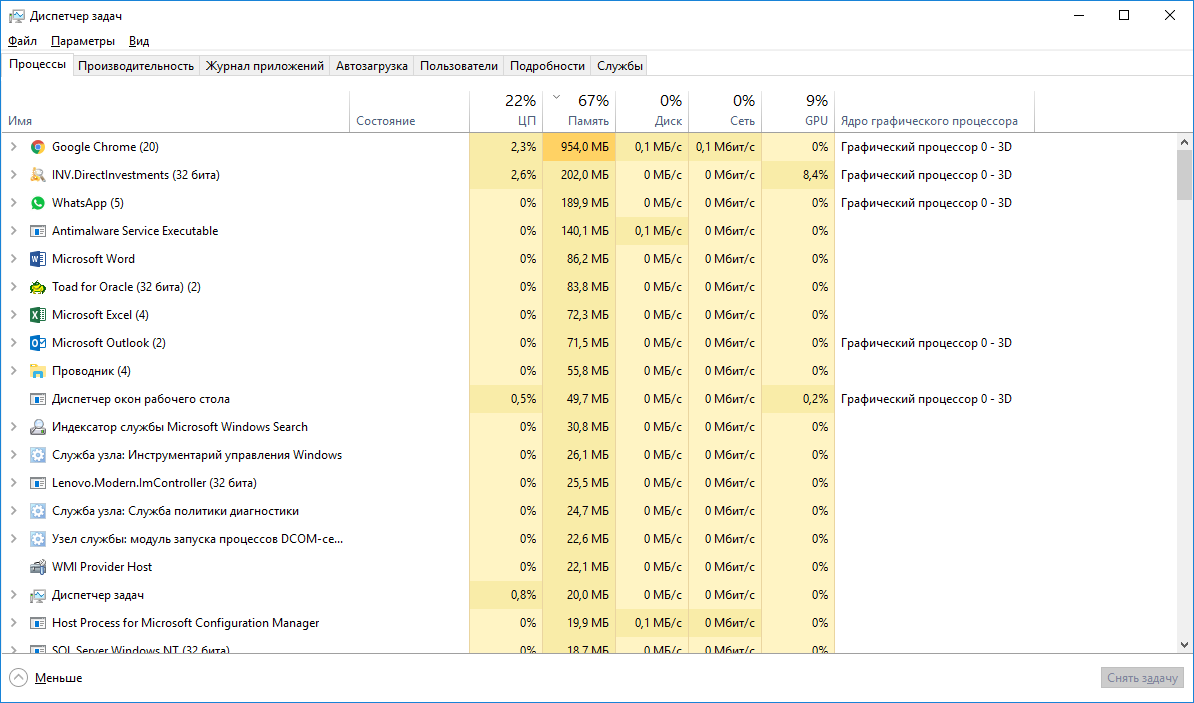 Диспетчер задач
Файл Параметры Вид
Процессы Производительность Журнал приложений Автозагрузка Пользователи Подробности Службы
22% 67% 0% 0% 9%
Имя Состояние ЦП Память Диск Сеть GPU Ядро графического процессора
Google Chrome (20) 2,3% 954,0 МБ 0,1 МБ/с 0,1 Мбит/с 0% Графический процессор 0 - 3D
INV.DirectInvestments (32 бита) 2,6% 202,0 МБ 0 МБ/с 0 Мбит/с 8,4% Графический процессор 0 - 3D
WhatsApp (5) 0% 189,9 МБ 0 МБ/с 0 Мбит/с 0% Графический процессор 0 - 3D
Antimalware Service Executable 0% 140,1 МБ 0,1 МБ/с 0 Мбит/с 0%
Microsoft Word 0% 86,2 МБ 0 МБ/с 0 Мбит/с 0%
Toad for Oracle (32 бита) (2) 0% 83,8 МБ 0 МБ/с 0 Мбит/с 0%
Microsoft Excel (4) 0% 72,3 МБ 0 МБ/с 0 Мбит/с 0%
Microsoft Outlook (2) 0% 71,5 МБ 0 МБ/с 0 Мбит/с 0% Графический процессор 0 - 3D
Проводник (4) 0% 55,8 МБ 0 МБ/с 0 Мбит/с 0%
Диспетчер окон рабочего стола 0,5% 49,7 МБ 0 МБ/с 0 Мбит/с 0,2% Графический процессор 0 - 3D
Индексатор службы Microsoft Windows Search 0% 30,8 МБ 0 МБ/с 0 Мбит/с 0%
Служба узла: Инструментарий управления Windows 0% 26,1 МБ 0 МБ/с 0 Мбит/с 0%
Lenovo.Modern.ImController (32 бита) 0% 25,5 МБ 0 МБ/с 0 Мбит/с 0%
Служба узла: Служба политики диагностики 0% 24,7 МБ 0 МБ/с 0 Мбит/с 0%
Узел службы: модуль запуска процессов DCOM-се... 0% 22,6 МБ 0 МБ/с 0 Мбит/с 0%
WMI Provider Host 0% 22,1 МБ 0 МБ/с 0 Мбит/с 0%
Диспетчер задач 0,8% 20,0 МБ 0 МБ/с 0 Мбит/с 0%
Host Process for Microsoft Configuration Manager 0% 19,9 МБ 0,1 МБ/с 0 Мбит/с 0%
SQL Server Windows NT (32 бита) 0% 18,7 МБ 0 МБ/с 0 Мбит/с 0%
Меньше Снять задачу